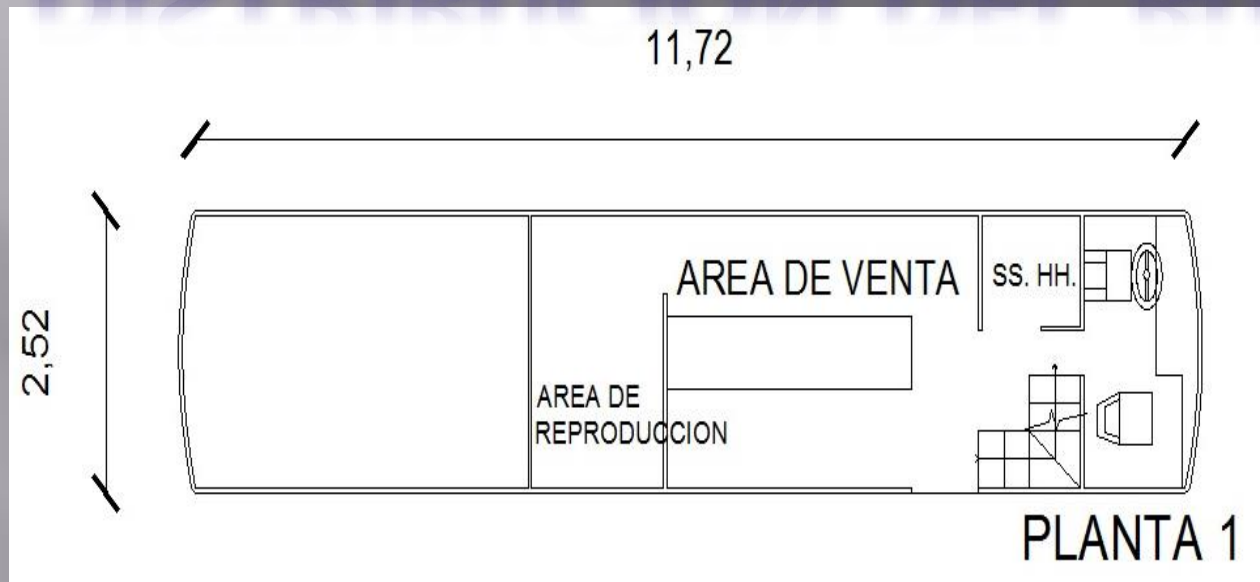 11,72
2,52
AREA DE VENTA
SS. HH.
AREA DE
REPRODUCCION
PLANTA 1